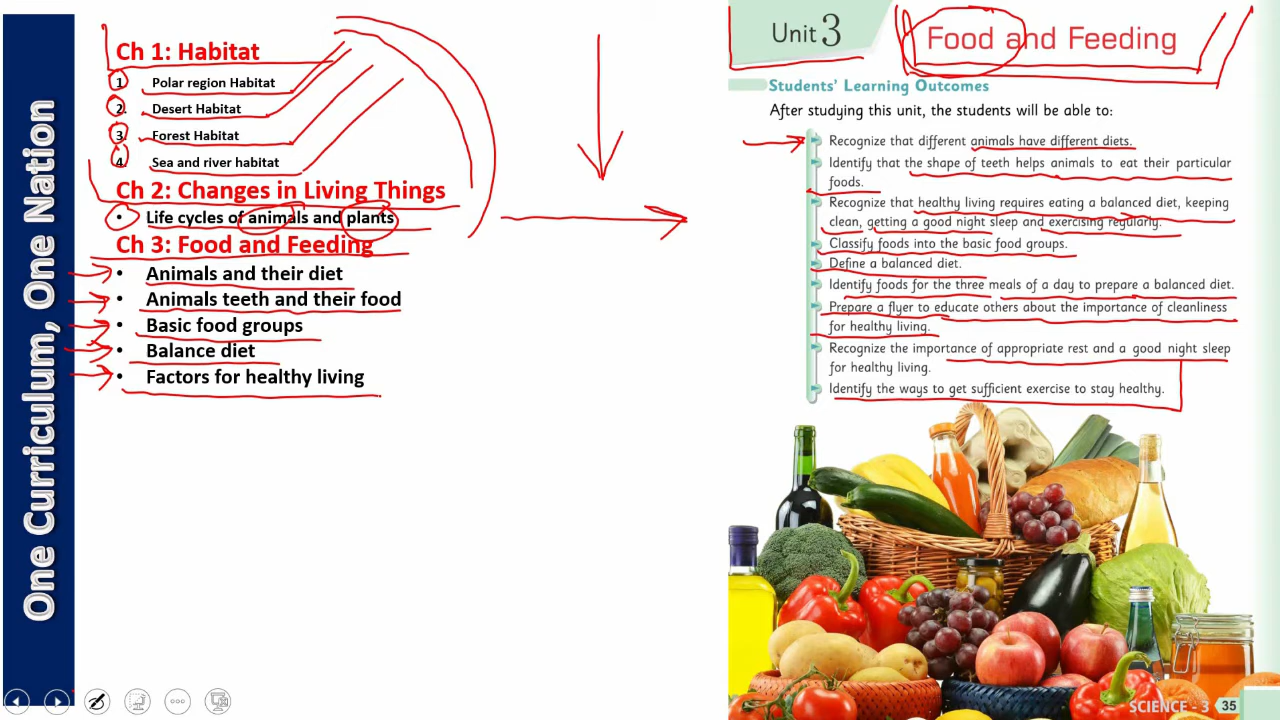 One Curriculum, One Nation
Ch 1: Habitat
1. Polar region Habitat
2. Desert Habitat
3. Forest Habitat
4. Sea and river habitat
Ch 2: Changes in Living Things
• Life cycles of animals and plants
Ch 3: Food and Feeding
• Animals and their diet
• Animals teeth and their food
• Basic food groups
• Balance diet
• Factors for healthy living
Unit 3
Food and Feeding
Students' Learning Outcomes
After studying this unit, the students will be able to:
Recognize that different animals have different diets.
Identify that the shape of teeth helps animals to eat their particular
foods.
Recognize that healthy living requires eating a balanced diet, keeping
clean, getting a good night sleep and exercising regularly.
Classify foods into the basic food groups.
Define a balanced diet.
Identify foods for the three meals of a day to prepare a balanced diet.
Prepare a flyer to educate others about the importance of cleanliness
for healthy living.
Recognize the importance of appropriate rest and a good night sleep
for healthy living.
Identify the ways to get sufficient exercise to stay healthy.
SCIENCE - 3 35